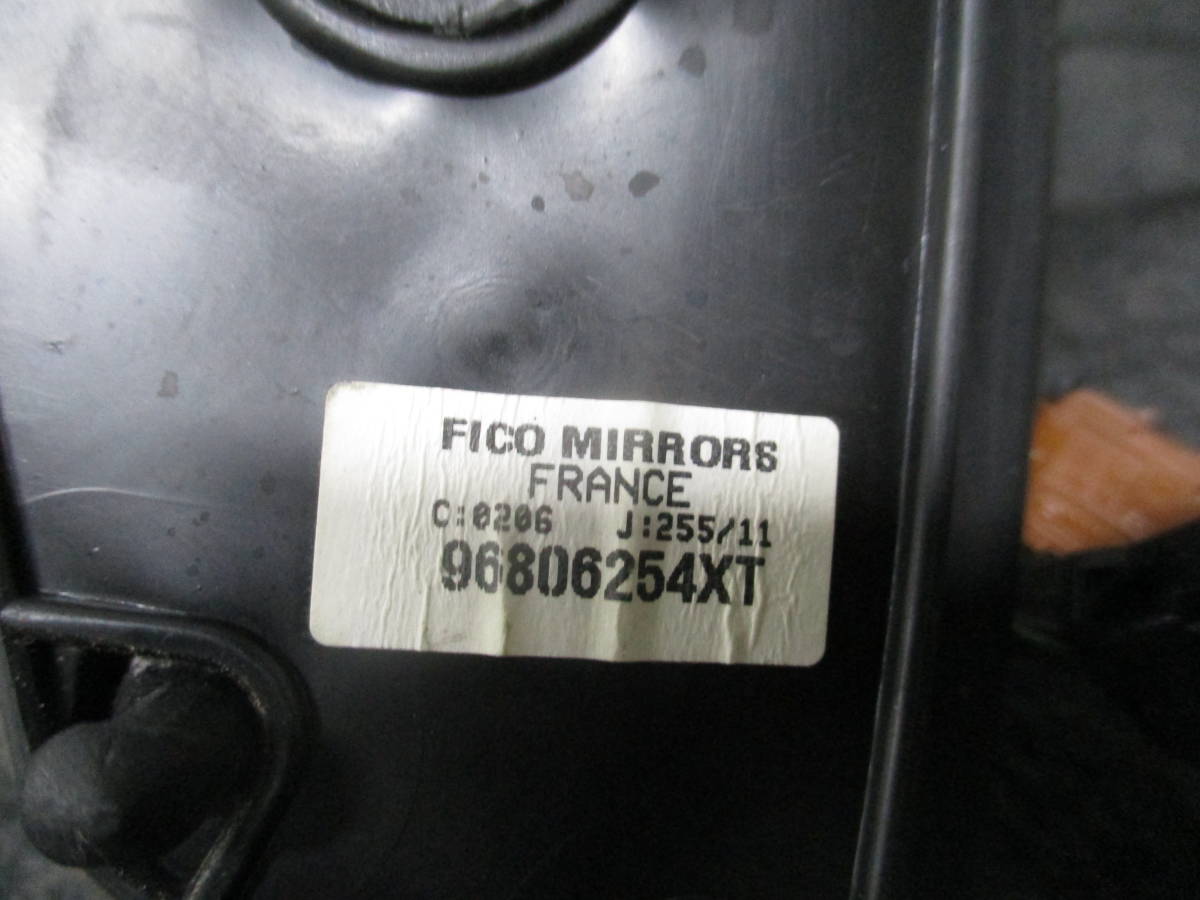 FICO MIRRORS
FRANCE
C:0206 J:255/11
96806254XT